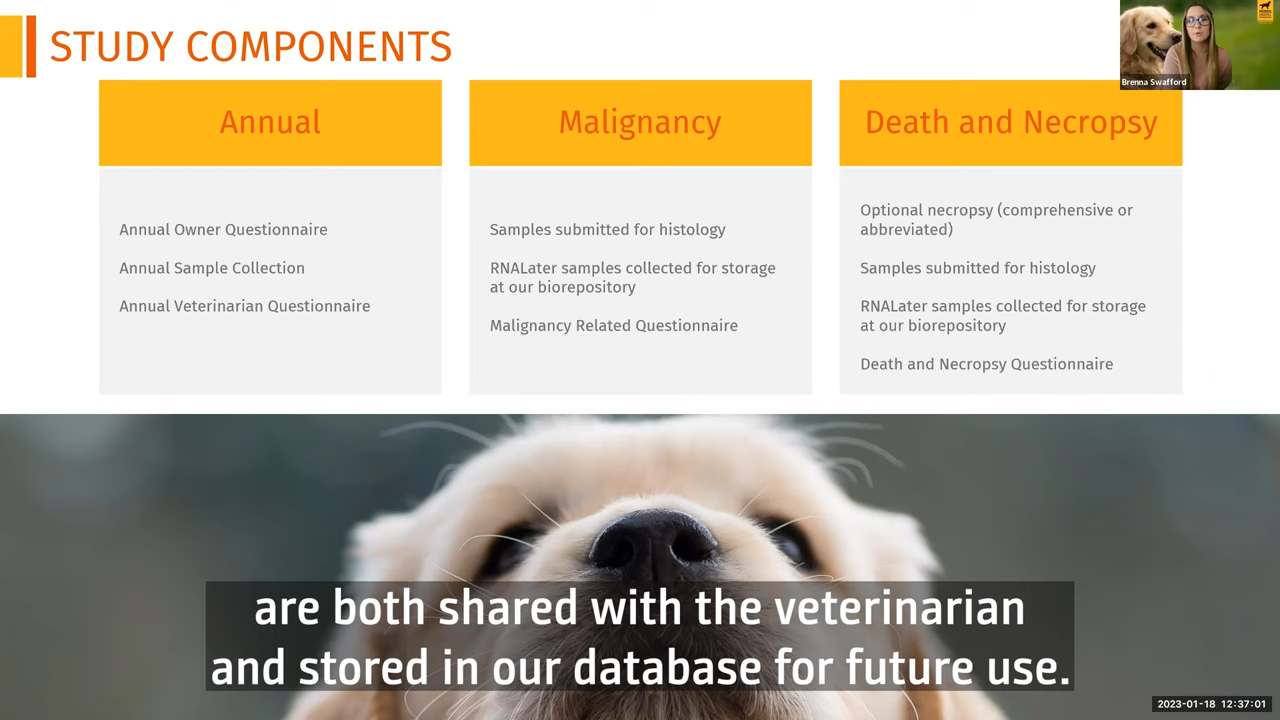 STUDY COMPONENTS
Brenna Swafford
Annual
Annual Owner Questionnaire
Annual Sample Collection
Annual Veterinarian Questionnaire
Malignancy
Samples submitted for histology
RNALater samples collected for storage
at our biorepository
Malignancy Related Questionnaire
Death and Necropsy
Optional necropsy (comprehensive or
abbreviated)
Samples submitted for histology
RNALater samples collected for storage
at our biorepository
Death and Necropsy Questionnaire
are both shared with the veterinarian
and stored in our database for future use.
2023-01-18 12:37:01